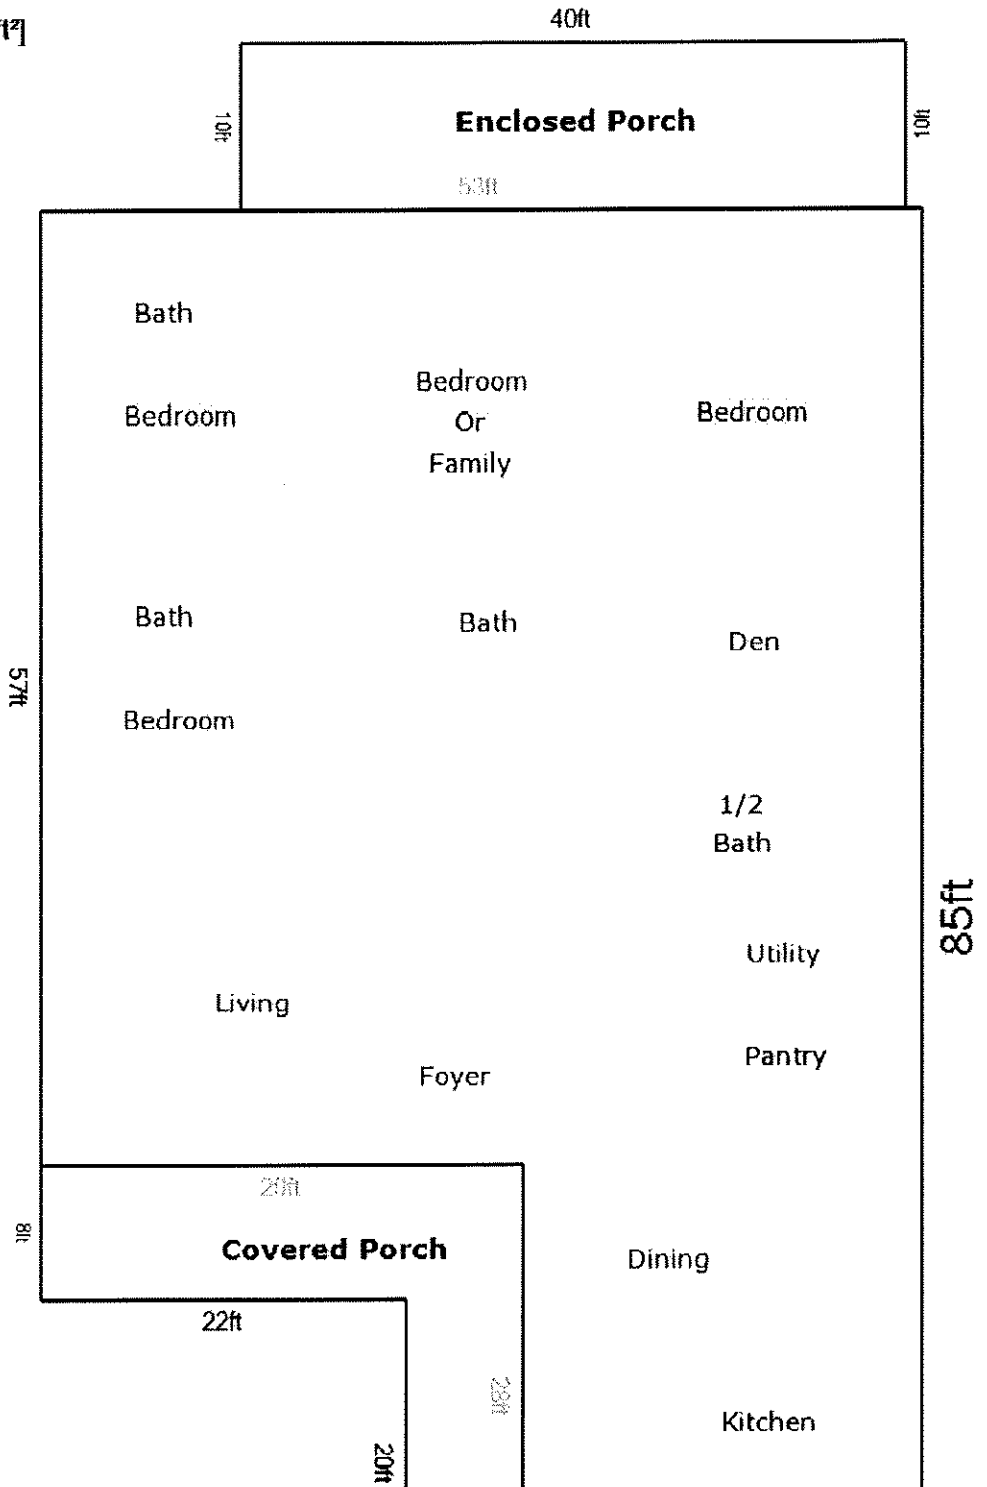 ft²]
40ft
10ft
Enclosed Porch
10ft
53ft
Bath
Bedroom
Or
Family
Bedroom
Bedroom
Bath
Bath
Den
57ft
Bedroom
1/2
Bath
85ft
Utility
Living
Pantry
Foyer
8ft
Covered Porch
Dining
22ft
28ft
Kitchen
20ft